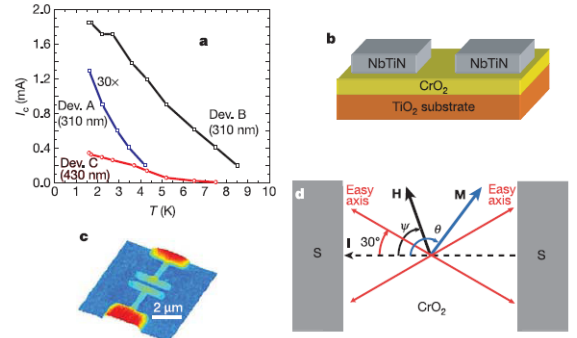 a
I_c (mA)
2.0
1.6
1.2
0.8
0.4
0.0
30×
Dev. A
(310 nm)
Dev. B
(310 nm)
Dev. C
(430 nm)
0 1 2 3 4 5 6 7 8 9 10
T (K)
b
NbTiN NbTiN
CrO₂
TiO₂ substrate
c
2 μm
d
Easy
axis
H
M
Easy
axis
ψ
θ
30°
I
S
S
CrO₂